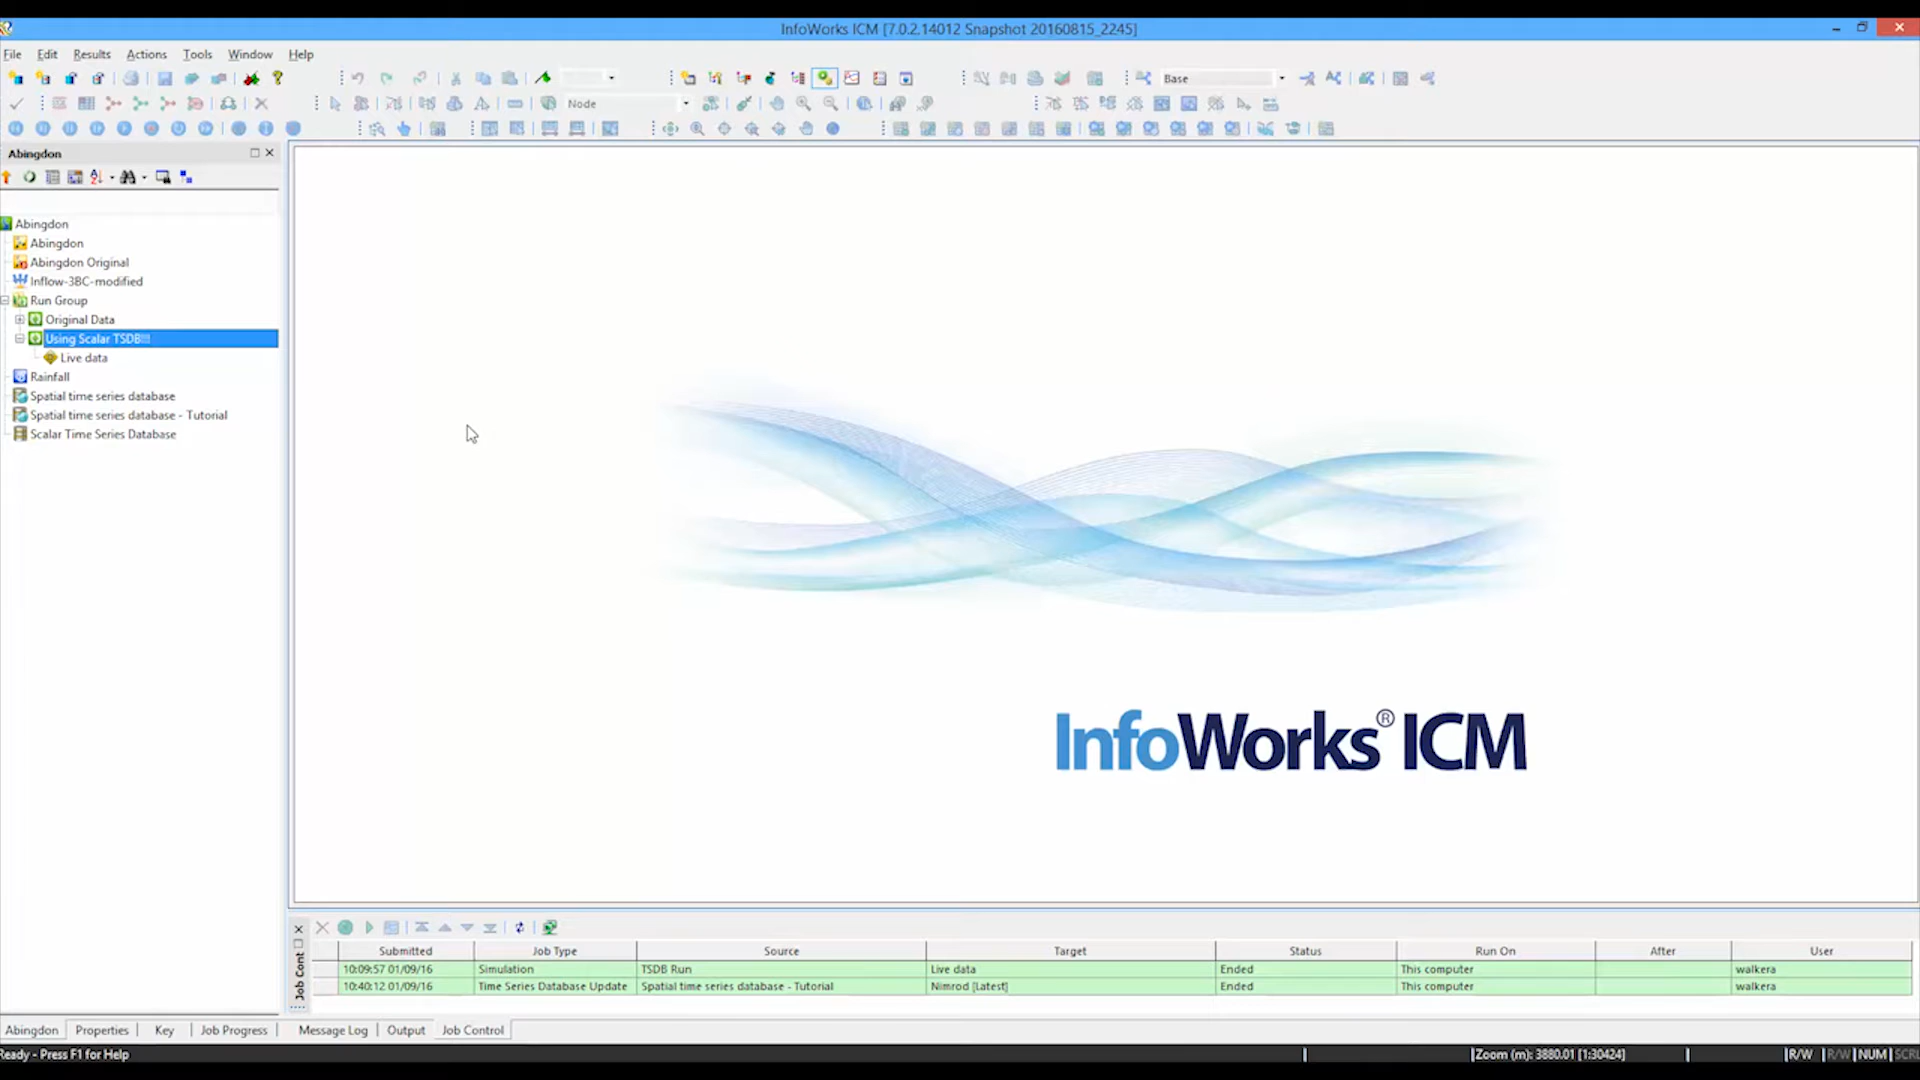 InfoWorks ICM [7.0.2.14012 Snapshot 20160815_2245]
File Edit Results Actions Tools Window Help
Base
Node
Abingdon
Abingdon
Abingdon
Abingdon Original
Inflow-3BC-modified
Run Group
Original Data
Using Scalar TSDB!!!
Live data
Rainfall
Spatial time series database
Spatial time series database - Tutorial
Scalar Time Series Database
InfoWorks® ICM
Job Cont
Submitted Job Type Source Target Status Run On After User
10:09:57 01/09/16 Simulation TSDB Run Live data Ended This computer walkera
10:40:12 01/09/16 Time Series Database Update Spatial time series database - Tutorial Nimrod [Latest] Ended This computer walkera
Abingdon Properties Key Job Progress Message Log Output Job Control
Ready - Press F1 for Help Zoom (m): 3880.01 [1:30424] R/W R/W NUM SCRL